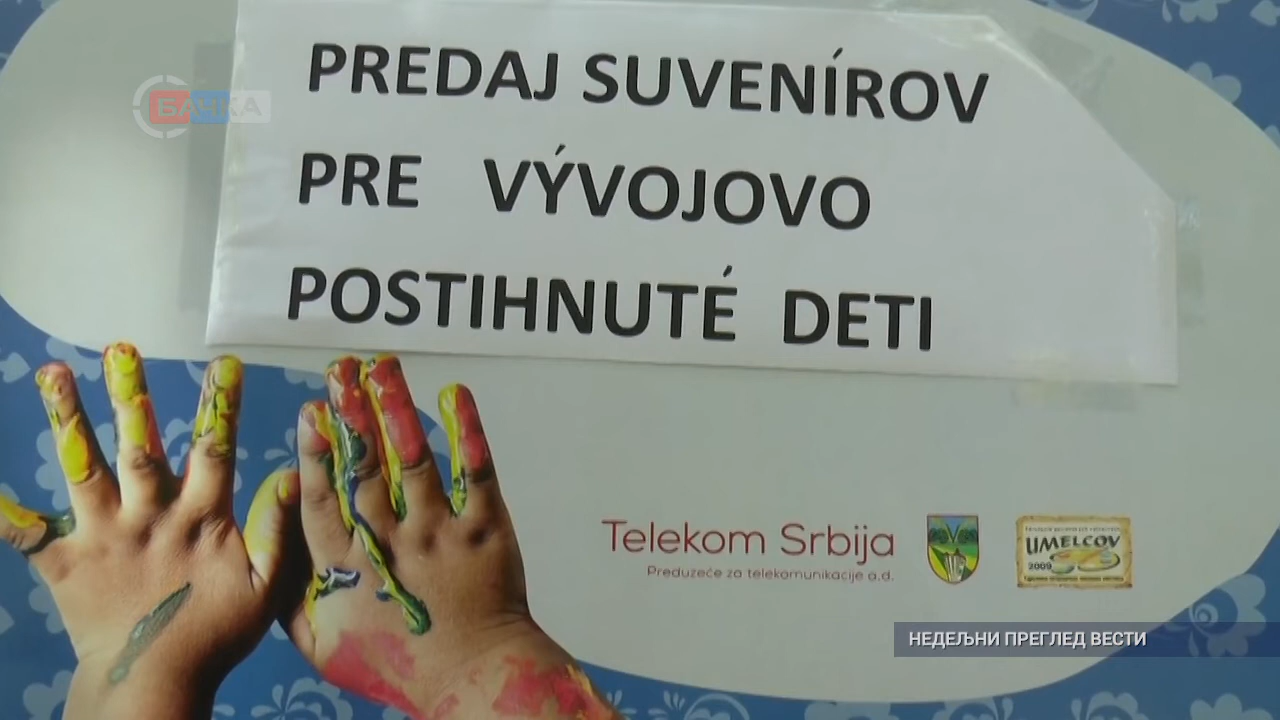 PREDAJ SUVENÍROV
БАЧКА
PRE VÝVOJOVO
POSTIHNUTÉ DETI
Telekom Srbija
Preduzeće za telekomunikacije a.d.
UMELCOV
2009
НЕДЕЉНИ ПРЕГЛЕД ВЕСТИ